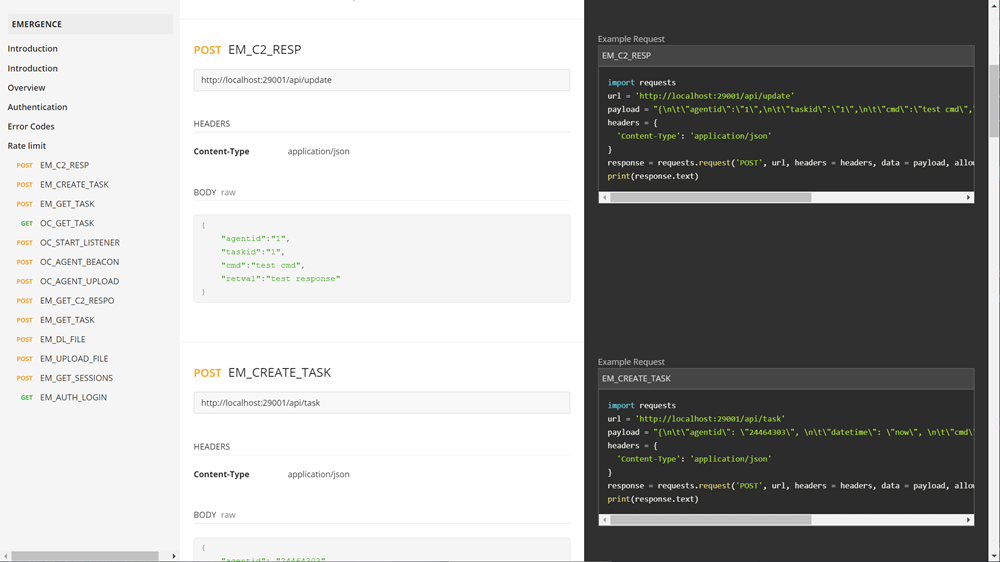 EMERGENCE
Introduction
Introduction
Overview
Authentication
Error Codes
Rate limit
POST EM_C2_RESP
POST EM_CREATE_TASK
POST EM_GET_TASK
GET OC_GET_TASK
POST OC_START_LISTENER
POST OC_AGENT_BEACON
POST OC_AGENT_UPLOAD
POST EM_GET_C2_RESPO
POST EM_GET_TASK
POST EM_DL_FILE
POST EM_UPLOAD_FILE
POST EM_GET_SESSIONS
GET EM_AUTH_LOGIN
POST EM_C2_RESP
http://localhost:29001/api/update
HEADERS
Content-Type application/json
BODY raw
{
"agentid":"1",
"taskid":"1",
"cmd":"test cmd",
"retval":"test response"
}
POST EM_CREATE_TASK
http://localhost:29001/api/task
HEADERS
Content-Type application/json
BODY raw
{
"agentid": "24464303",
Example Request
EM_C2_RESP
import requests
url = 'http://localhost:29001/api/update'
payload = "{\n\t\"agentid\":\"1\",\n\t\"taskid\":\"1\",\n\t\"cmd\":\"test cmd\",
headers = {
'Content-Type': 'application/json'
}
response = requests.request('POST', url, headers = headers, data = payload, allow
print(response.text)
Example Request
EM_CREATE_TASK
import requests
url = 'http://localhost:29001/api/task'
payload = "{\n\t\"agentid\": \"24464303\", \n\t\"datetime\": \"now\", \n\t\"cmd\"
headers = {
'Content-Type': 'application/json'
}
response = requests.request('POST', url, headers = headers, data = payload, allow
print(response.text)